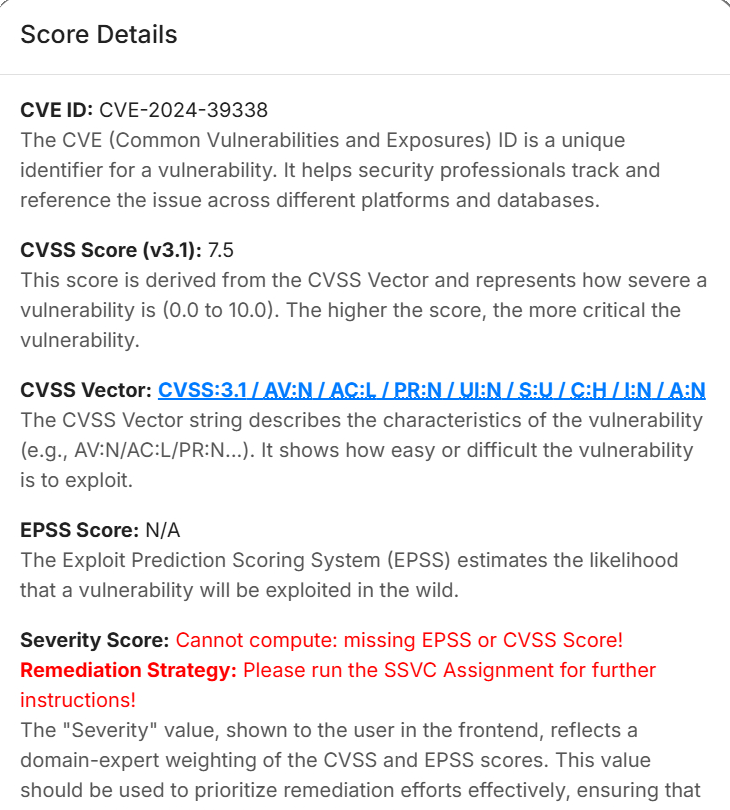 Score Details
CVE ID: CVE-2024-39338
The CVE (Common Vulnerabilities and Exposures) ID is a unique
identifier for a vulnerability. It helps security professionals track and
reference the issue across different platforms and databases.
CVSS Score (v3.1): 7.5
This score is derived from the CVSS Vector and represents how severe a
vulnerability is (0.0 to 10.0). The higher the score, the more critical the
vulnerability.
CVSS Vector: CVSS:3.1 / AV:N / AC:L / PR:N / UI:N / S:U / C:H / I:N / A:N
The CVSS Vector string describes the characteristics of the vulnerability
(e.g., AV:N/AC:L/PR:N...). It shows how easy or difficult the vulnerability
is to exploit.
EPSS Score: N/A
The Exploit Prediction Scoring System (EPSS) estimates the likelihood
that a vulnerability will be exploited in the wild.
Severity Score: Cannot compute: missing EPSS or CVSS Score!
Remediation Strategy: Please run the SSVC Assignment for further
instructions!
The "Severity" value, shown to the user in the frontend, reflects a
domain-expert weighting of the CVSS and EPSS scores. This value
should be used to prioritize remediation efforts effectively, ensuring that